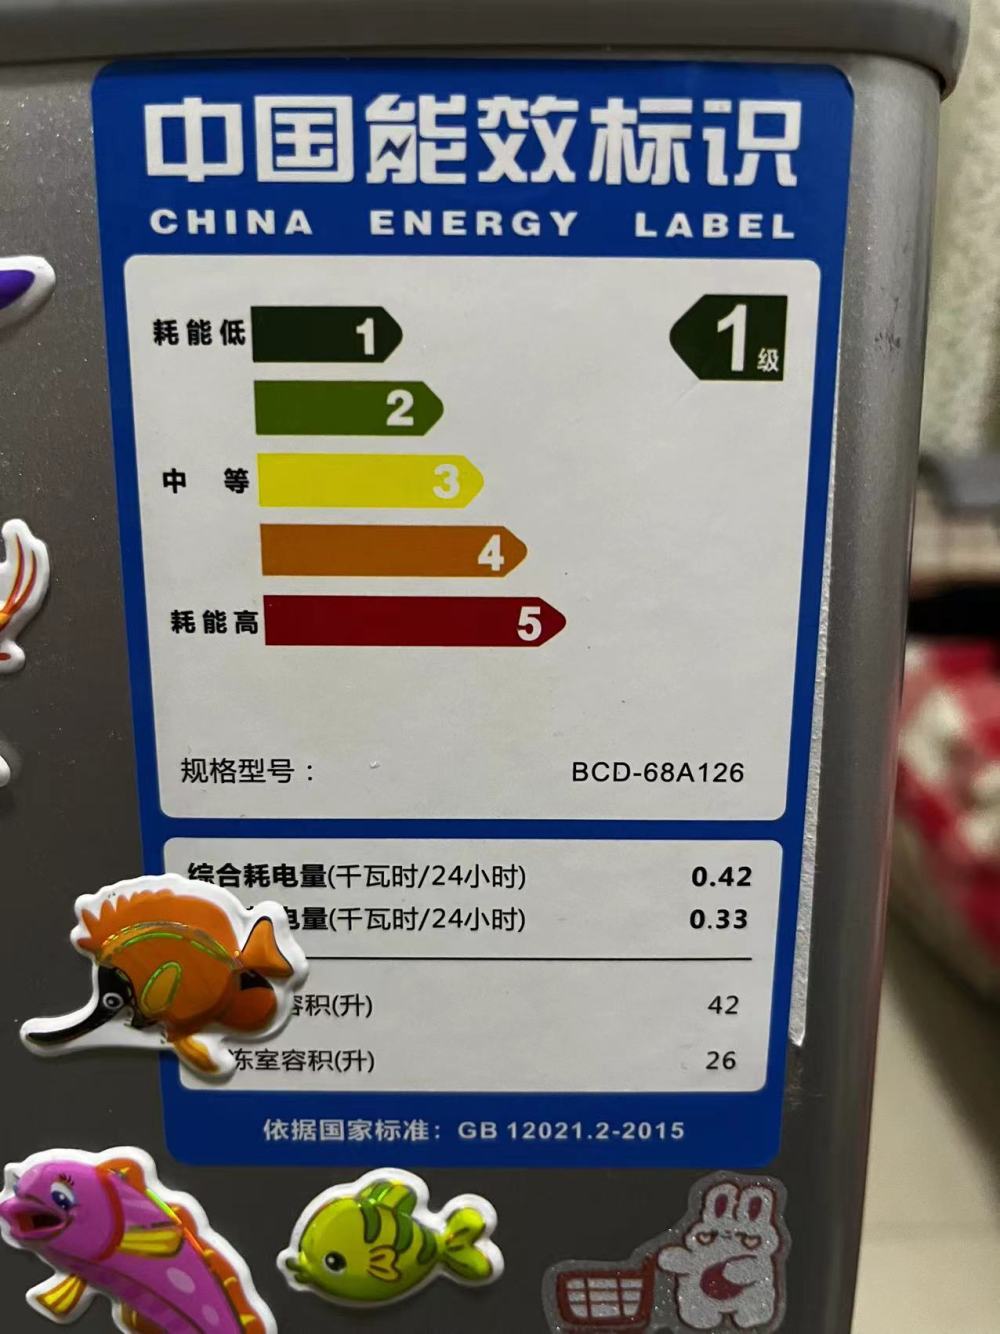 中国能效标识
CHINA ENERGY LABEL
耗能低 1 1级
2
中 等 3
4
耗能高 5
规格型号： BCD-68A126
综合耗电量(千瓦时/24小时) 0.42
电量(千瓦时/24小时) 0.33
容积(升) 42
冻室容积(升) 26
依据国家标准：GB 12021.2-2015